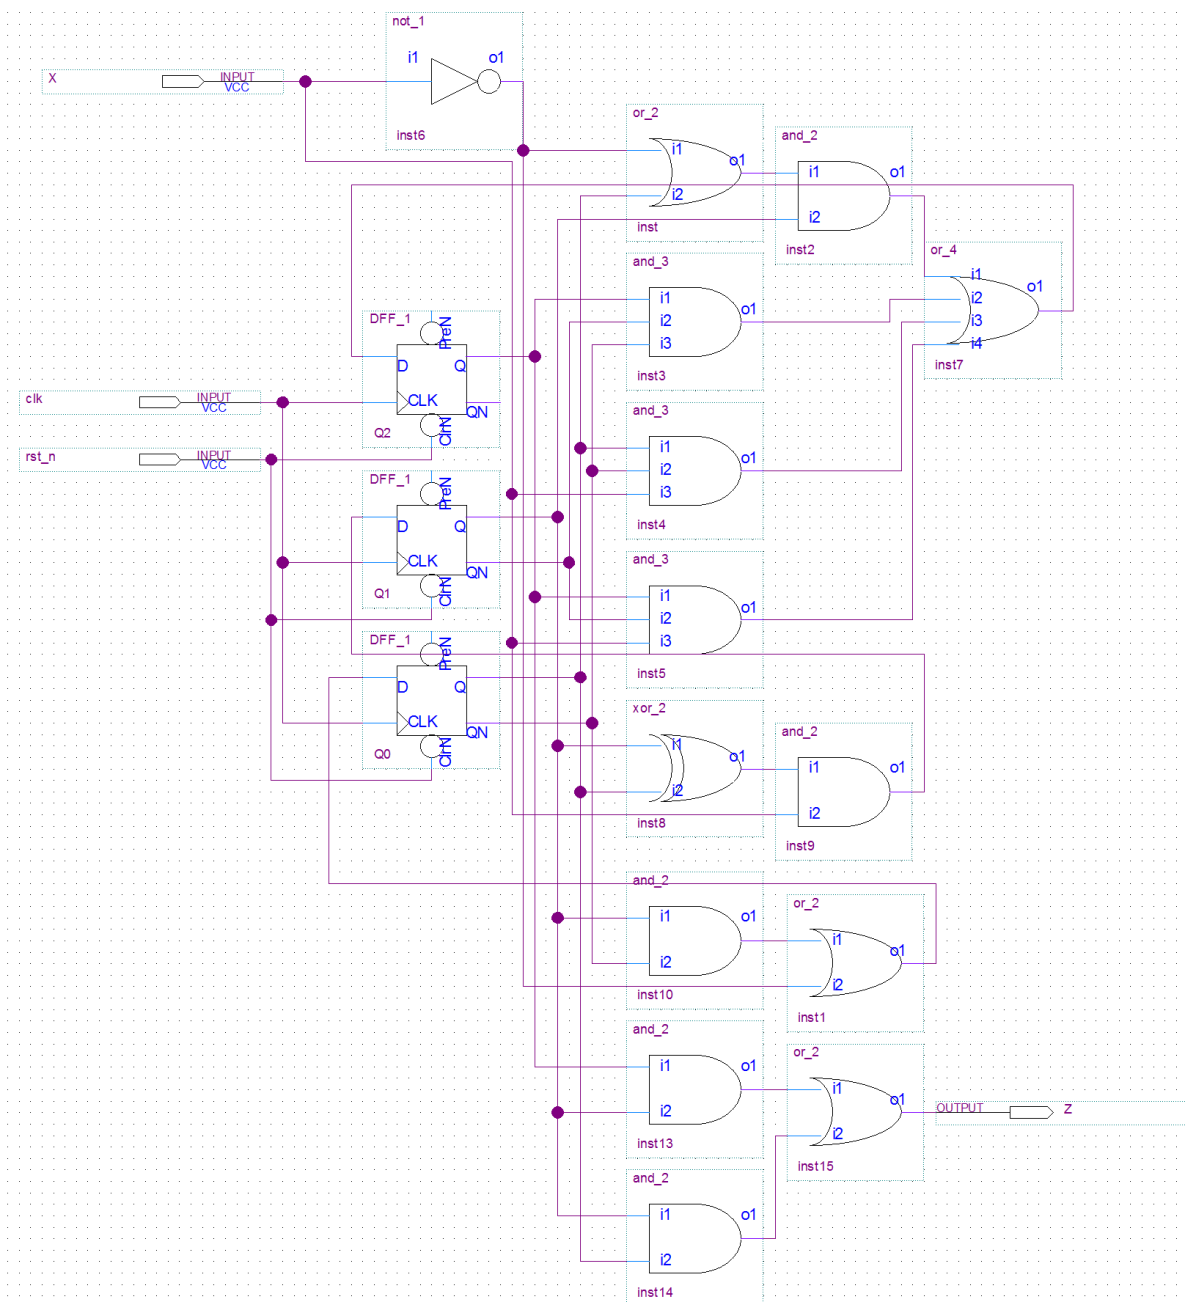 not_1
i1
o1
inst6
X
INPUT
VCC
or_2
i1
i2
o1
inst
and_2
i1
i2
o1
inst2
and_3
i1
i2
i3
o1
inst3
or_4
i1
i2
i3
i4
o1
inst7
DFF_1
PreN
D
Q
CLK
QN
ClrN
Q2
clk
INPUT
VCC
rst_n
INPUT
VCC
and_3
i1
i2
i3
o1
inst4
DFF_1
PreN
D
Q
CLK
QN
ClrN
Q1
and_3
i1
i2
i3
o1
inst5
DFF_1
PreN
D
Q
CLK
QN
ClrN
Q0
xor_2
i1
i2
o1
inst8
and_2
i1
i2
o1
inst9
and_2
i1
i2
o1
inst10
or_2
i1
i2
o1
inst1
and_2
i1
i2
o1
inst13
or_2
i1
i2
o1
inst15
OUTPUT
Z
and_2
i1
i2
o1
inst14